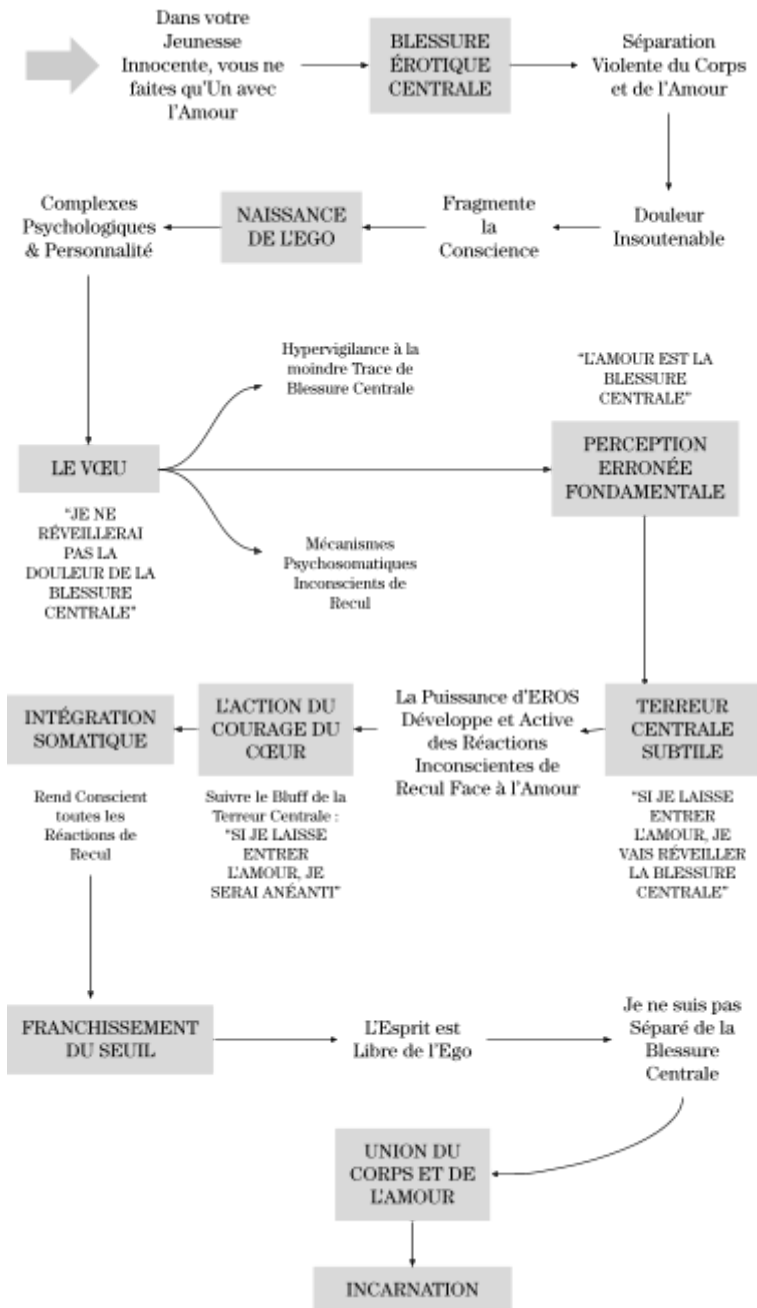 Dans votre
Jeunesse
Innocente, vous ne
faites qu'Un avec
l'Amour
BLESSURE
ÉROTIQUE
CENTRALE
Séparation
Violente du Corps
et de l'Amour
Douleur
Insoutenable
Fragmente
la
Conscience
NAISSANCE
DE L'EGO
Complexes
Psychologiques
& Personnalité
LE VŒU
"JE NE
RÉVEILLERAI
PAS LA
DOULEUR DE LA
BLESSURE
CENTRALE"
Hypervigilance à la
moindre Trace de
Blessure Centrale
Mécanismes
Psychosomatiques
Inconscients de
Recul
"L'AMOUR EST LA
BLESSURE
CENTRALE"
PERCEPTION
ERRONÉE
FONDAMENTALE
TERREUR
CENTRALE
SUBTILE
"SI JE LAISSE
ENTRER
L'AMOUR, JE
VAIS RÉVEILLER
LA BLESSURE
CENTRALE"
La Puissance d'EROS
Développe et Active
des Réactions
Inconscientes de
Recul Face à l'Amour
L'ACTION DU
COURAGE DU
CŒUR
Suivre le Bluff de la
Terreur Centrale :
"SI JE LAISSE
ENTRER
L'AMOUR, JE
SERAI ANÉANTI"
INTÉGRATION
SOMATIQUE
Rend Conscient
toutes les
Réactions de
Recul
FRANCHISSEMENT
DU SEUIL
L'Esprit est
Libre de l'Ego
Je ne suis pas
Séparé de la
Blessure
Centrale
UNION DU
CORPS ET DE
L'AMOUR
INCARNATION